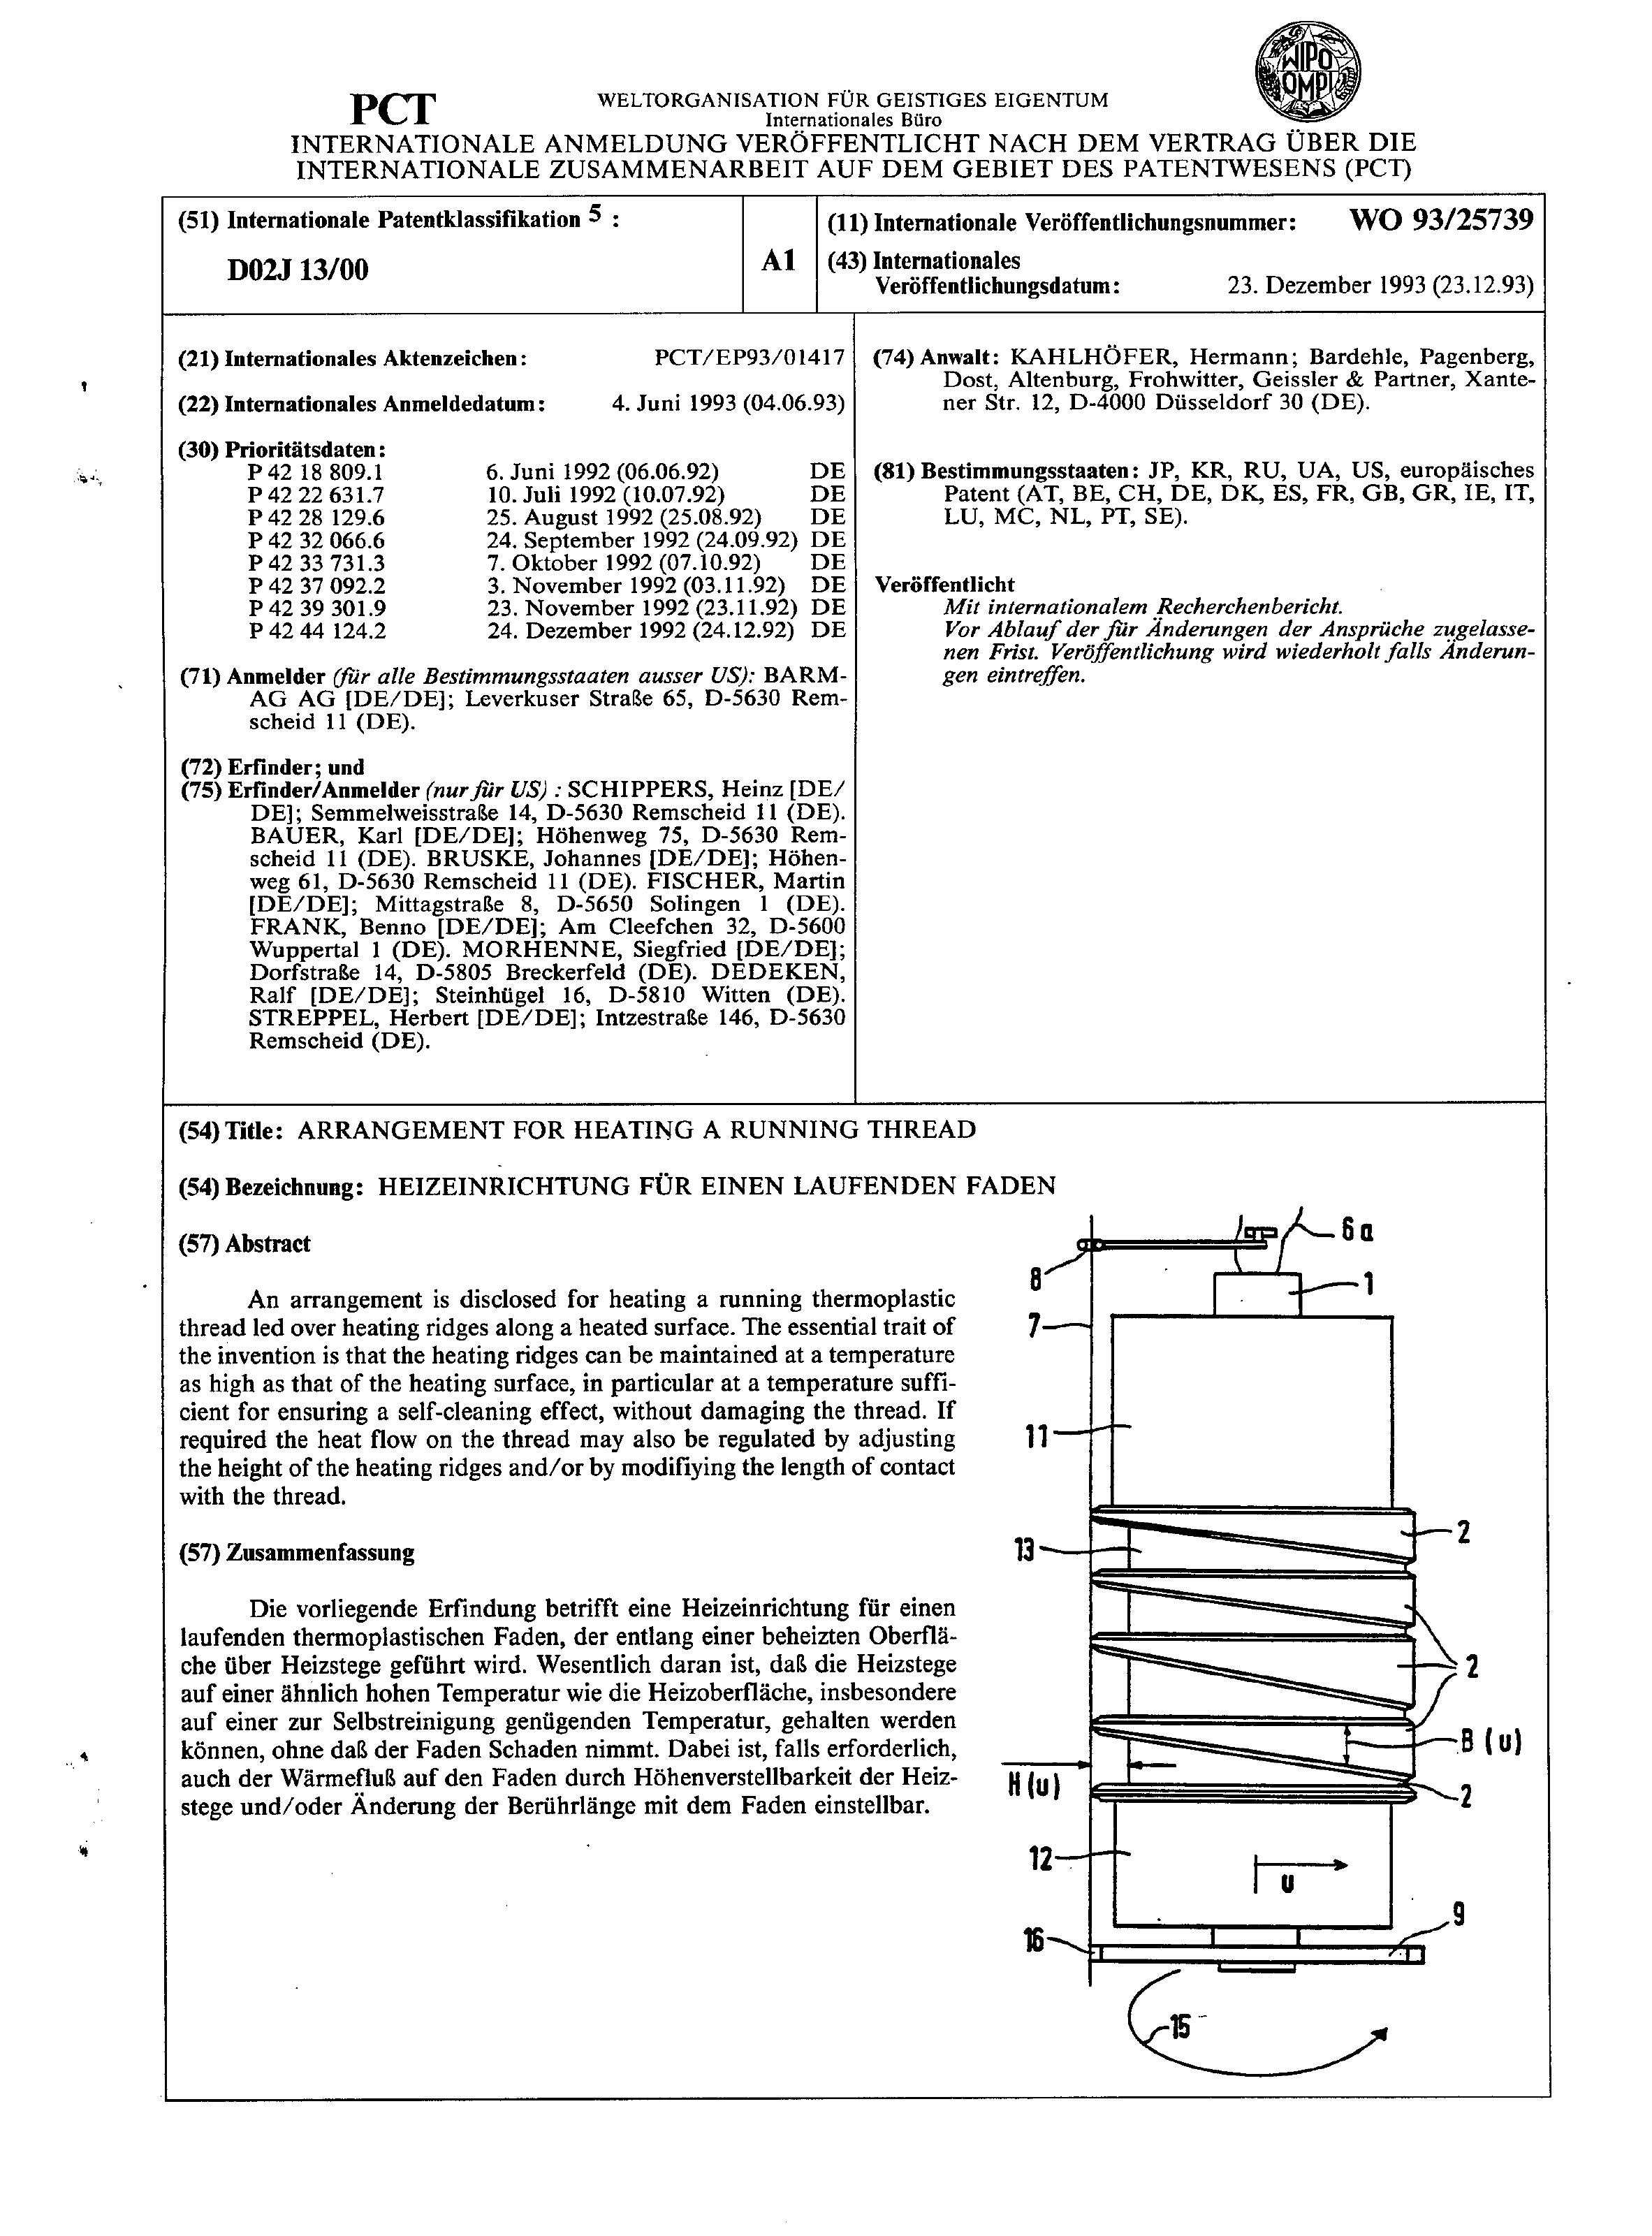 WIPO
OMPI
PCT
WELTORGANISATION FÜR GEISTIGES EIGENTUM
Internationales Büro
INTERNATIONALE ANMELDUNG VERÖFFENTLICHT NACH DEM VERTRAG ÜBER DIE
INTERNATIONALE ZUSAMMENARBEIT AUF DEM GEBIET DES PATENTWESENS (PCT)
(51) Internationale Patentklassifikation 5 :
D02J 13/00
A1
(11) Internationale Veröffentlichungsnummer: WO 93/25739
(43) Internationales
Veröffentlichungsdatum: 23. Dezember 1993 (23.12.93)
(21) Internationales Aktenzeichen: PCT/EP93/01417
(22) Internationales Anmeldedatum: 4. Juni 1993 (04.06.93)
(30) Prioritätsdaten:
P 42 18 809.1 6. Juni 1992 (06.06.92) DE
P 42 22 631.7 10. Juli 1992 (10.07.92) DE
P 42 28 129.6 25. August 1992 (25.08.92) DE
P 42 32 066.6 24. September 1992 (24.09.92) DE
P 42 33 731.3 7. Oktober 1992 (07.10.92) DE
P 42 37 092.2 3. November 1992 (03.11.92) DE
P 42 39 301.9 23. November 1992 (23.11.92) DE
P 42 44 124.2 24. Dezember 1992 (24.12.92) DE
(71) Anmelder (für alle Bestimmungsstaaten ausser US): BARM-
AG AG [DE/DE]; Leverkuser Straße 65, D-5630 Rem-
scheid 11 (DE).
(72) Erfinder; und
(75) Erfinder/Anmelder (nur für US) : SCHIPPERS, Heinz [DE/
DE]; Semmelweisstraße 14, D-5630 Remscheid 11 (DE).
BAUER, Karl [DE/DE]; Höhenweg 75, D-5630 Rem-
scheid 11 (DE). BRUSKE, Johannes [DE/DE]; Höhen-
weg 61, D-5630 Remscheid 11 (DE). FISCHER, Martin
[DE/DE]; Mittagstraße 8, D-5650 Solingen 1 (DE).
FRANK, Benno [DE/DE]; Am Cleefchen 32, D-5600
Wuppertal 1 (DE). MORHENNE, Siegfried [DE/DE];
Dorfstraße 14, D-5805 Breckerfeld (DE). DEDEKEN,
Ralf [DE/DE]; Steinhügel 16, D-5810 Witten (DE).
STREPPEL, Herbert [DE/DE]; Intzestraße 146, D-5630
Remscheid (DE).
(74) Anwalt: KAHLHÖFER, Hermann; Bardehle, Pagenberg,
Dost, Altenburg, Frohwitter, Geissler & Partner, Xante-
ner Str. 12, D-4000 Düsseldorf 30 (DE).
(81) Bestimmungsstaaten: JP, KR, RU, UA, US, europäisches
Patent (AT, BE, CH, DE, DK, ES, FR, GB, GR, IE, IT,
LU, MC, NL, PT, SE).
Veröffentlicht
Mit internationalem Recherchenbericht.
Vor Ablauf der für Änderungen der Ansprüche zugelasse-
nen Frist. Veröffentlichung wird wiederholt falls Änderun-
gen eintreffen.
(54) Title: ARRANGEMENT FOR HEATING A RUNNING THREAD
(54) Bezeichnung: HEIZEINRICHTUNG FÜR EINEN LAUFENDEN FADEN
(57) Abstract
An arrangement is disclosed for heating a running thermoplastic
thread led over heating ridges along a heated surface. The essential trait of
the invention is that the heating ridges can be maintained at a temperature
as high as that of the heating surface, in particular at a temperature suffi-
cient for ensuring a self-cleaning effect, without damaging the thread. If
required the heat flow on the thread may also be regulated by adjusting
the height of the heating ridges and/or by modifiying the length of contact
with the thread.
(57) Zusammenfassung
Die vorliegende Erfindung betrifft eine Heizeinrichtung für einen
laufenden thermoplastischen Faden, der entlang einer beheizten Oberflä-
che über Heizstege geführt wird. Wesentlich daran ist, daß die Heizstege
auf einer ähnlich hohen Temperatur wie die Heizoberfläche, insbesondere
auf einer zur Selbstreinigung genügenden Temperatur, gehalten werden
können, ohne daß der Faden Schaden nimmt. Dabei ist, falls erforderlich,
auch der Wärmefluß auf den Faden durch Höhenverstellbarkeit der Heiz-
stege und/oder Änderung der Berührlänge mit dem Faden einstellbar.
6a
8
1
7
11
2
13
2
B (u)
H (u)
2
12
U
9
16
15